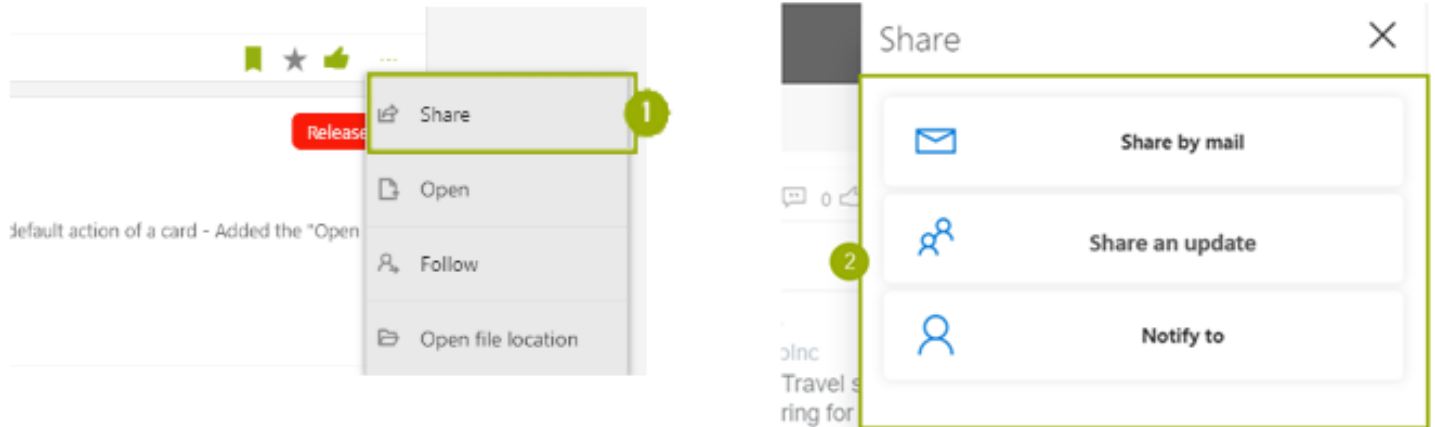 Share
1
Release
Open
default action of a card - Added the "Open
Follow
Open file location
Share
Share by mail
0
Share an update
2
Notify to
Inc
Travel s
ring for